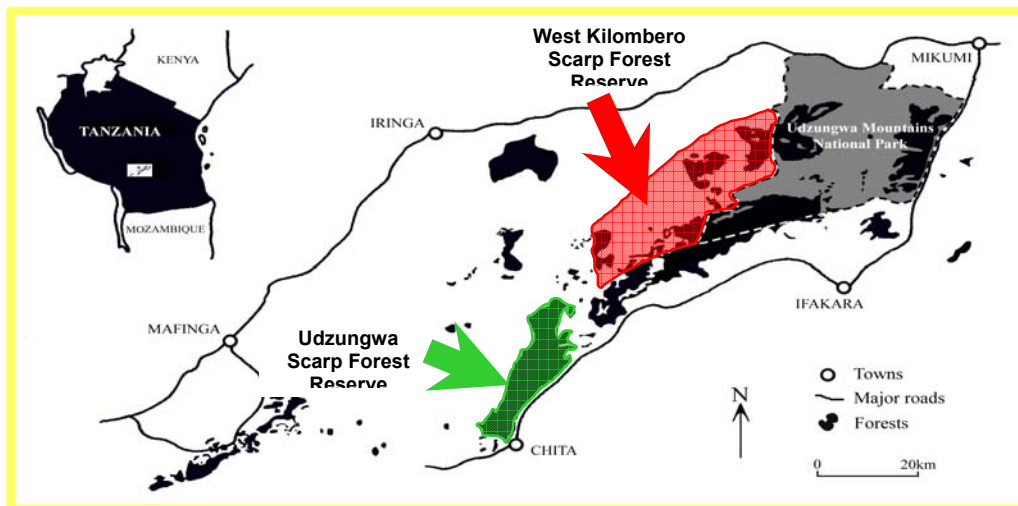 West Kilombero
Scarp Forest
Reserve
KENYA
MIKUMI
TANZANIA
IRINGA
Udzungwa Mountains
National Park
MOZAMBIQUE
IFAKARA
MAFINGA
Udzungwa
Scarp Forest
Reserve
Towns
Major roads
Forests
N
CHITA
0 20km